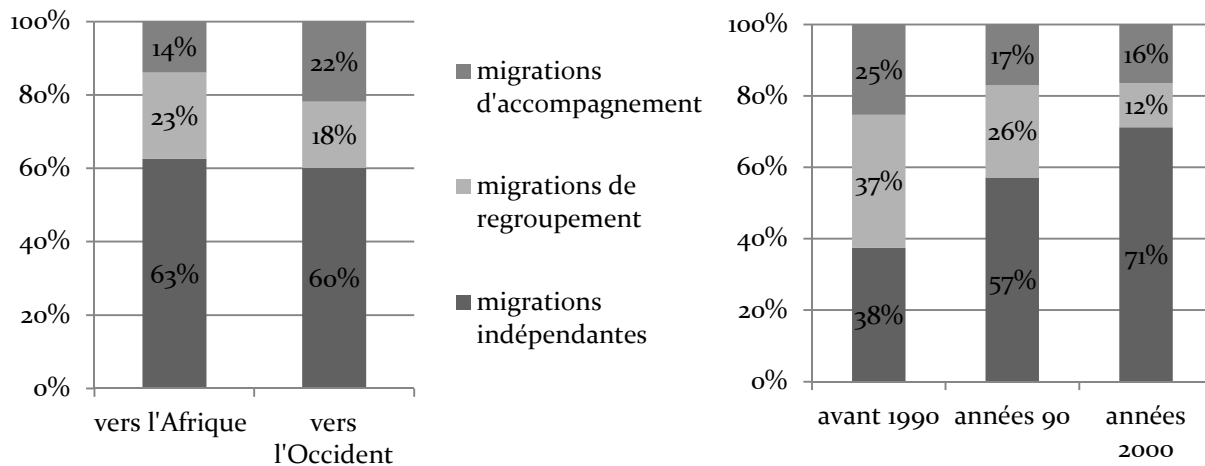 100%
80%
60%
40%
20%
0%
14%
23%
63%
22%
18%
60%
vers l'Afrique
vers
l'Occident
migrations
d'accompagnement
migrations de
regroupement
migrations
indépendantes
100%
80%
60%
40%
20%
0%
25%
37%
38%
17%
26%
57%
16%
12%
71%
avant 1990
années 90
années
2000